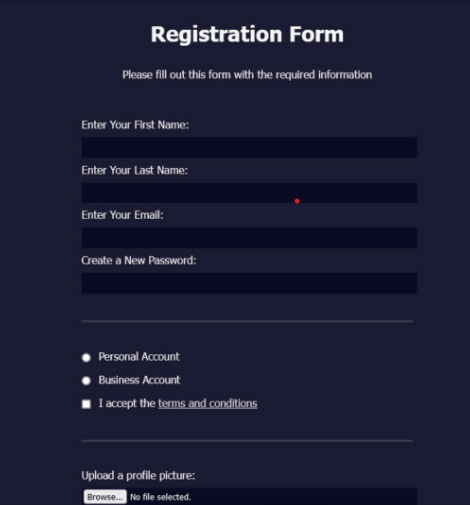 Registration Form
Please fill out this form with the required information
Enter Your First Name:
Enter Your Last Name:
Enter Your Email:
Create a New Password:
Personal Account
Business Account
I accept the terms and conditions
Upload a profile picture:
Browse... No file selected.